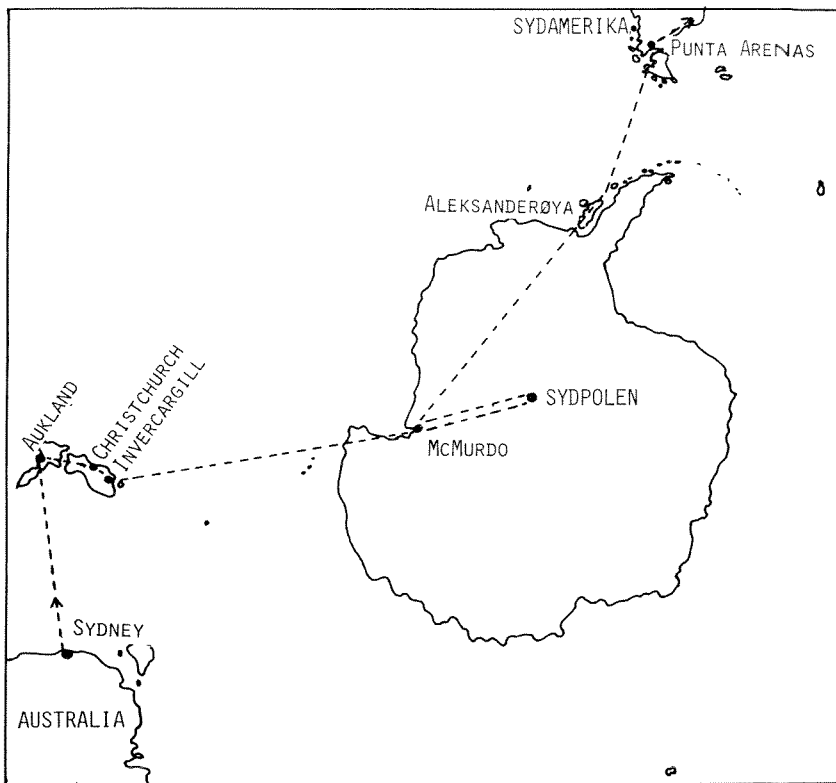 SYDAMERIKA
PUNTA ARENAS
ALEKSANDERØYA
AUKLAND
CHRISTCHURCH
INVERCARGILL
SYDPOLEN
MCMURDO
SYDNEY
AUSTRALIA